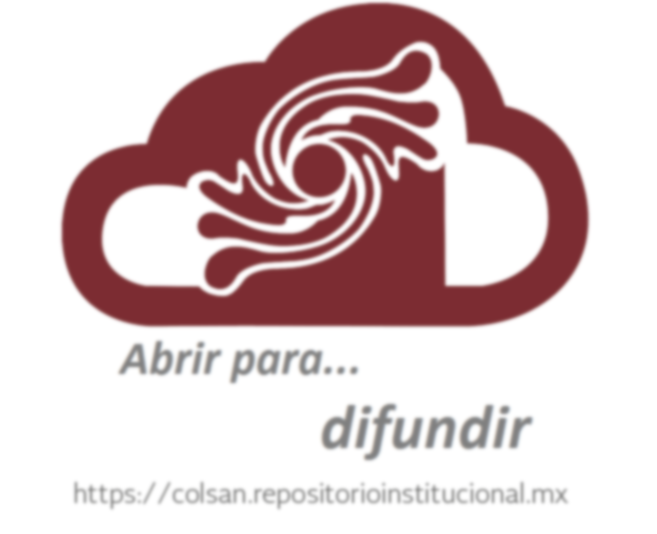 Abrir para...
difundir
https://colsan.repositorioinstitucional.mx